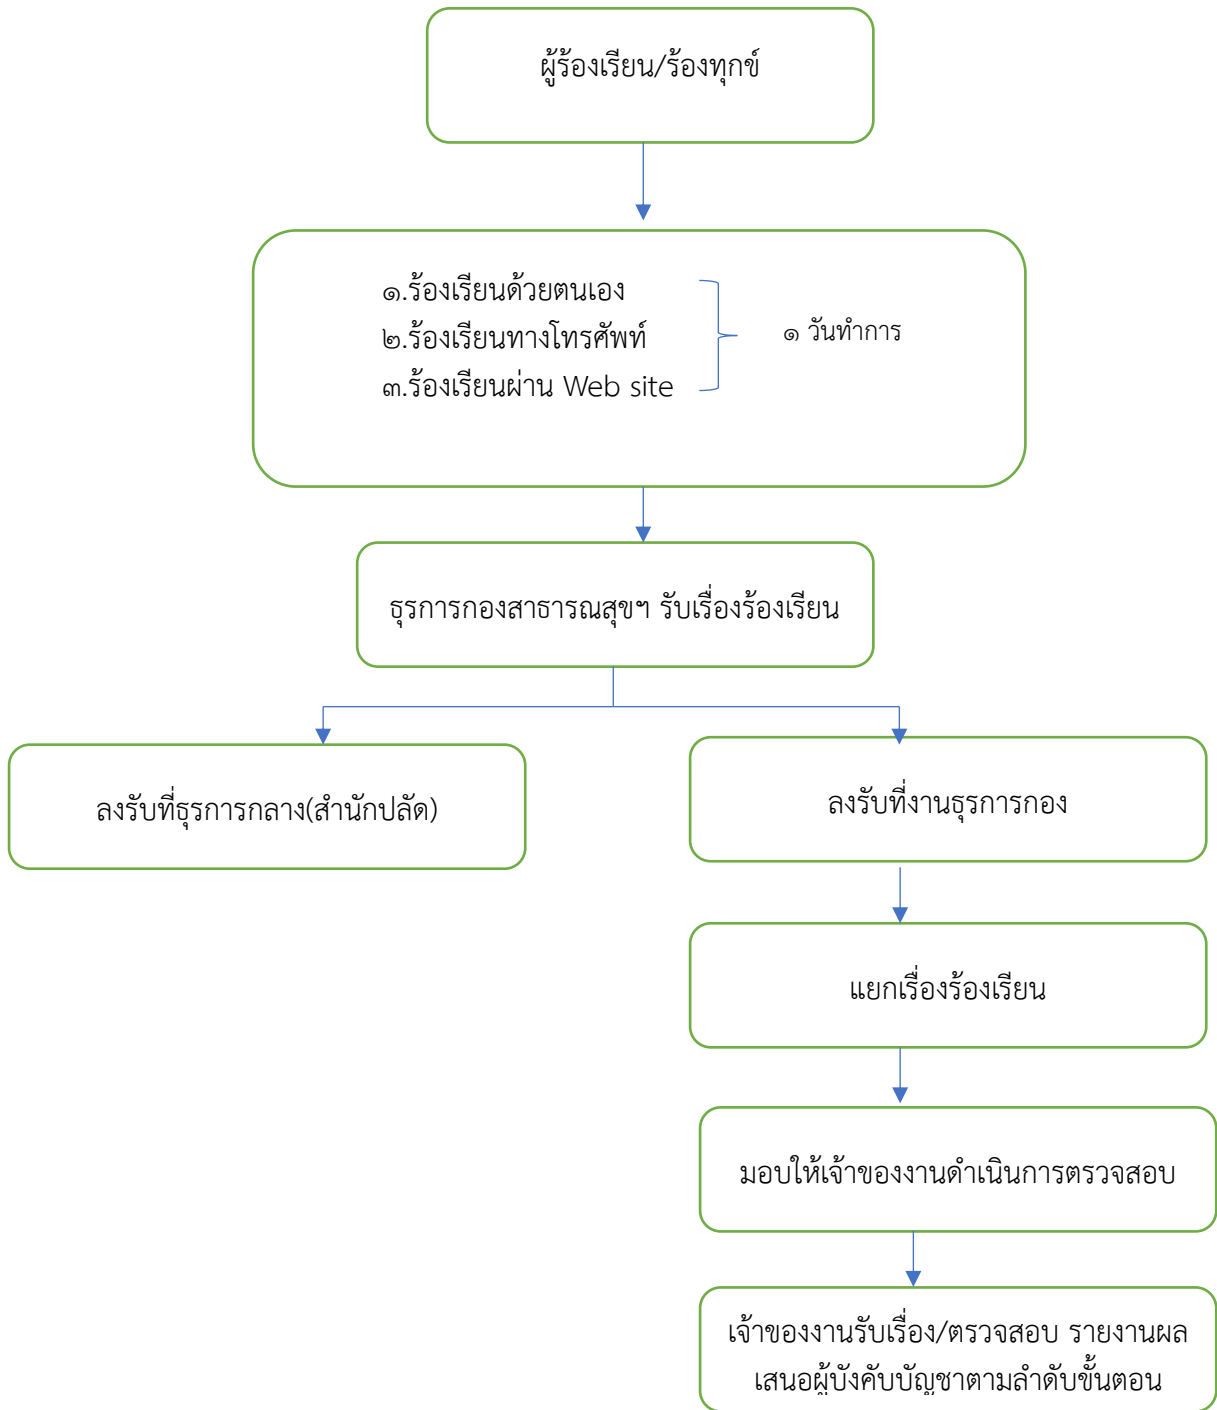 ผู้ร้องเรียน/ร้องทุกข์
๑.ร้องเรียนด้วยตนเอง
๒.ร้องเรียนทางโทรศัพท์
๓.ร้องเรียนผ่าน Web site
๑ วันทำการ
ธุรการกองสาธารณสุขฯ รับเรื่องร้องเรียน
ลงรับที่ธุรการกลาง(สำนักปลัด)
ลงรับที่งานธุรการกอง
แยกเรื่องร้องเรียน
มอบให้เจ้าของงานดำเนินการตรวจสอบ
เจ้าของงานรับเรื่อง/ตรวจสอบ รายงานผล
เสนอผู้บังคับบัญชาตามลำดับขั้นตอน